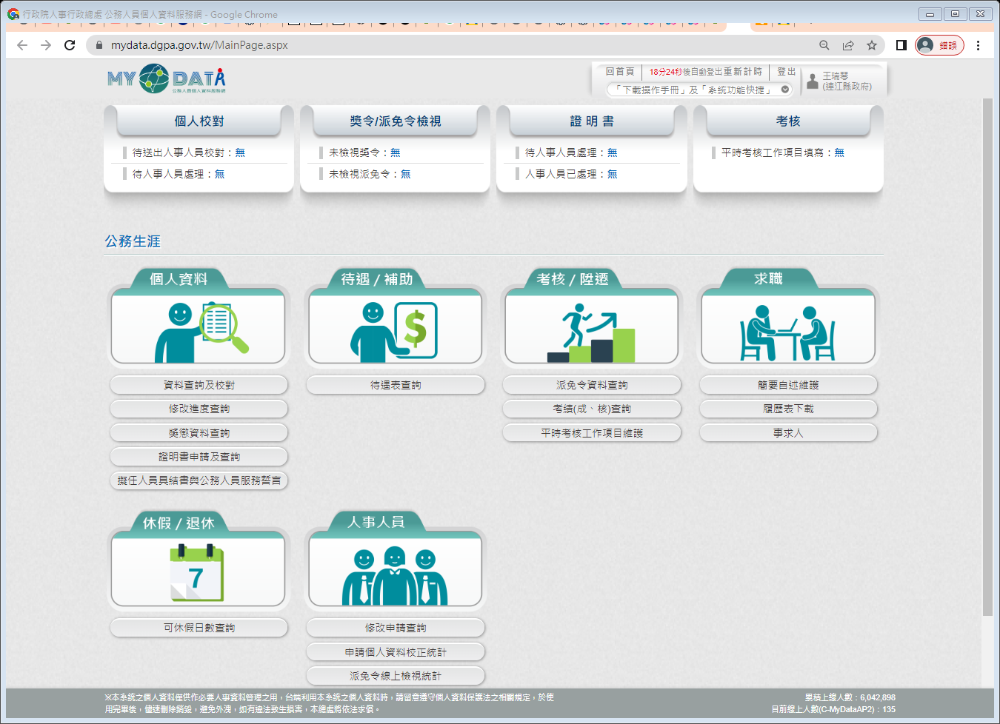 行政院人事行政總處 公務人員個人資料服務網 - Google Chrome
mydata.dgpa.gov.tw/MainPage.aspx
錯誤
MY DATA
公務人員個人資料服務網
回首頁
18分24秒後自動登出重新計時
登出
「下載操作手冊」及「系統功能快捷」
王瑞琴
(連江縣政府)
個人校對
待送出人事人員校對：無
待人事人員處理：無
獎令/派免令檢視
未檢視獎令：無
未檢視派免令：無
證 明 書
待人事人員處理：無
人事人員已處理：無
考核
平時考核工作項目填寫：無
公務生涯
個人資料
資料查詢及校對
修改進度查詢
獎懲資料查詢
證明書申請及查詢
擬任人員具結書與公務人員服務誓言
待遇 / 補助
$
待遇表查詢
考核 / 陞遷
派免令資料查詢
考績(成、核)查詢
平時考核工作項目維護
求職
簡要自述維護
履歷表下載
事求人
休假 / 退休
7
可休假日數查詢
人事人員
修改申請查詢
申請個人資料校正統計
派免令線上檢視統計
※本系統之個人資料僅供作必要人事資料管理之用，台端利用本系統之個人資料時，請留意遵守個人資料保護法之相關規定，於使
用完畢後，儘速刪除銷毀，避免外洩，如有違法致生損害，本總處將依法求償。
累積上線人數：6,042,898
目前線上人數(C-MyDataAP2)：135